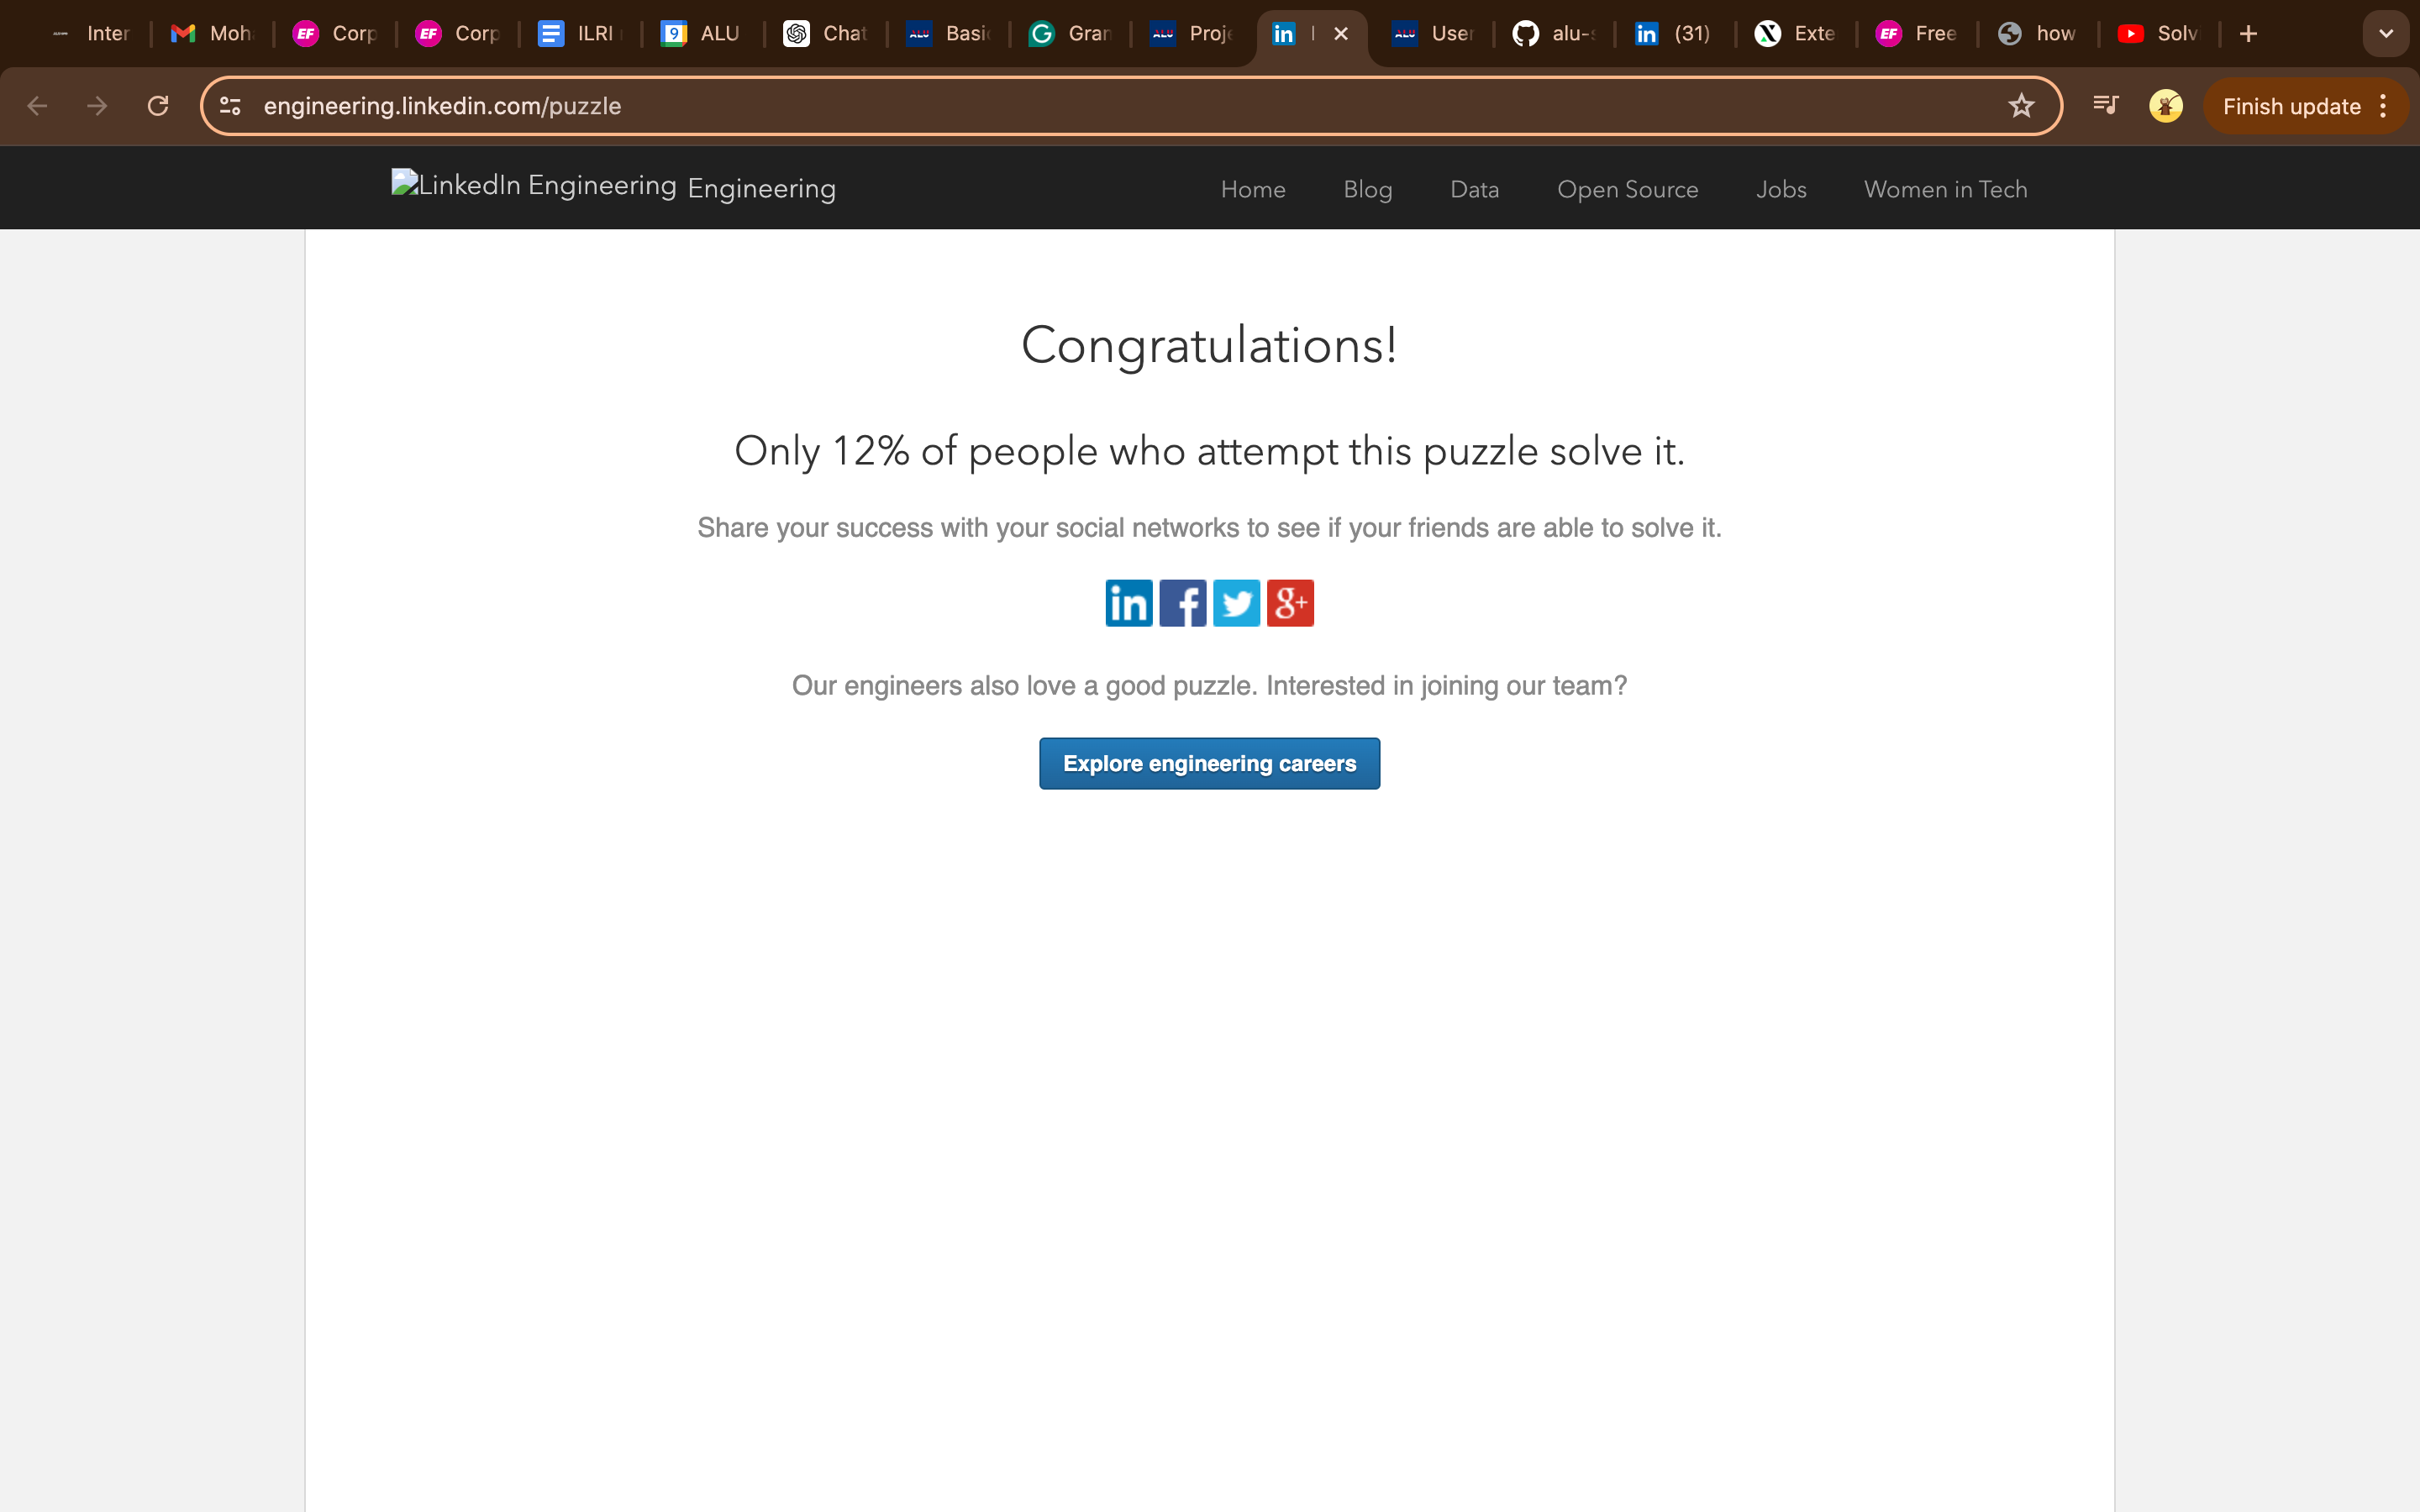 Inter
Moh
Corp
Corp
ILRI
ALU
Chat
Basi
Gran
Proj
User
alu-s
(31)
Exte
Free
how
Solv
engineering.linkedin.com/puzzle
Finish update
LinkedIn Engineering Engineering
Home Blog Data Open Source Jobs Women in Tech
Congratulations!
Only 12% of people who attempt this puzzle solve it.
Share your success with your social networks to see if your friends are able to solve it.
Our engineers also love a good puzzle. Interested in joining our team?
Explore engineering careers